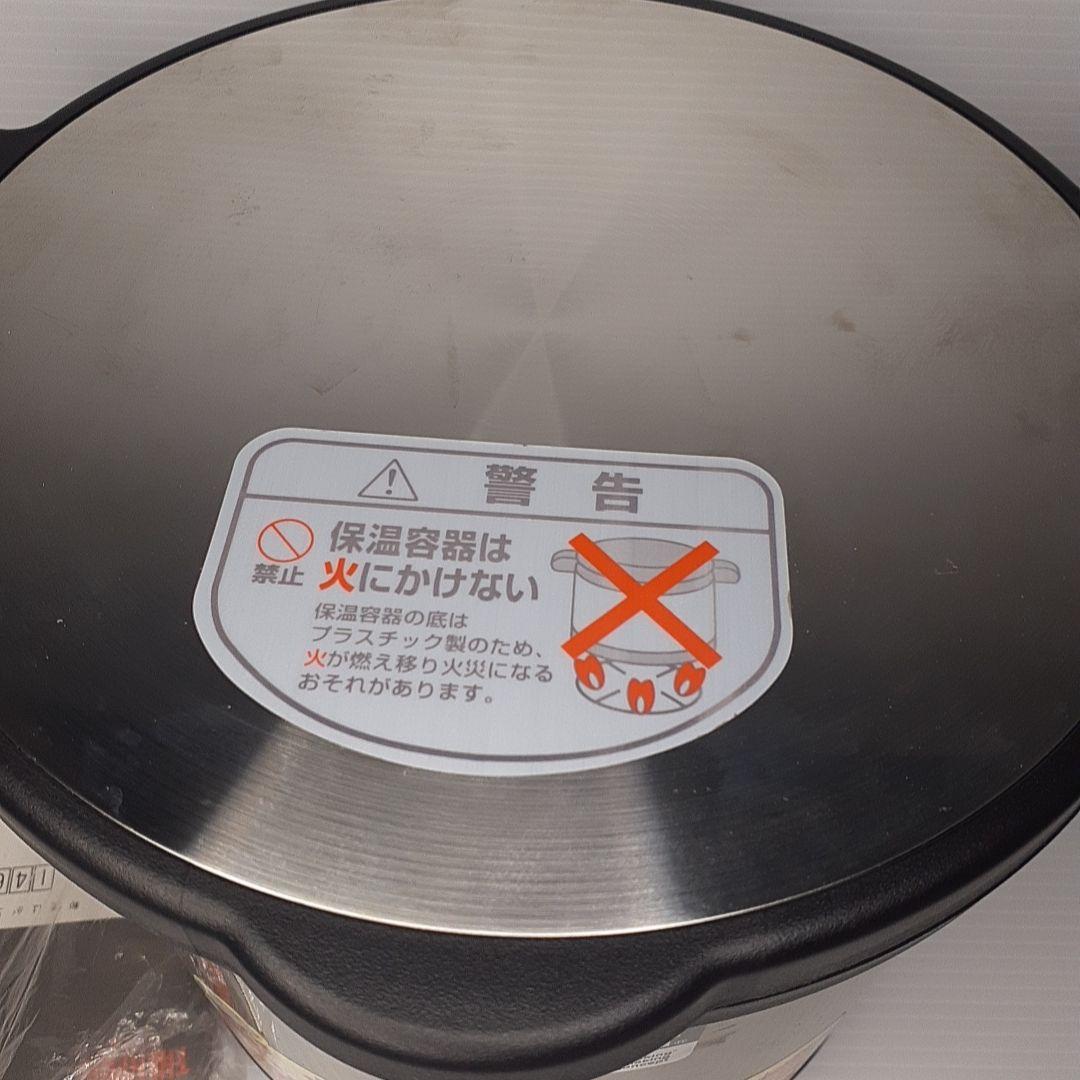 警告
保温容器は
禁止
火にかけない
保温容器の底は
プラスチック製のため、
火が燃え移り火災になる
おそれがあります。
146